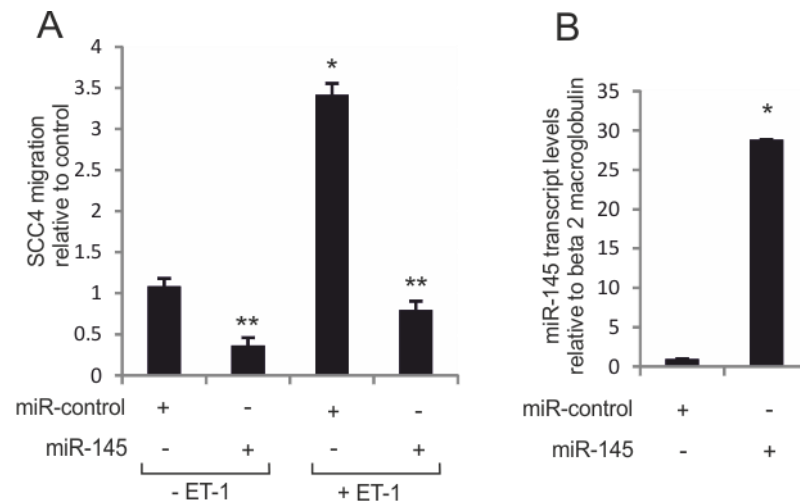 A
SCC4 migration
relative to control
4
3.5
3
2.5
2
1.5
1
0.5
0
*
**
**
miR-control + - + -
miR-145 - + - +
- ET-1 + ET-1
B
miR-145 transcript levels
relative to beta 2 macroglobulin
35
30
25
20
15
10
5
0
*
miR-control + -
miR-145 - +